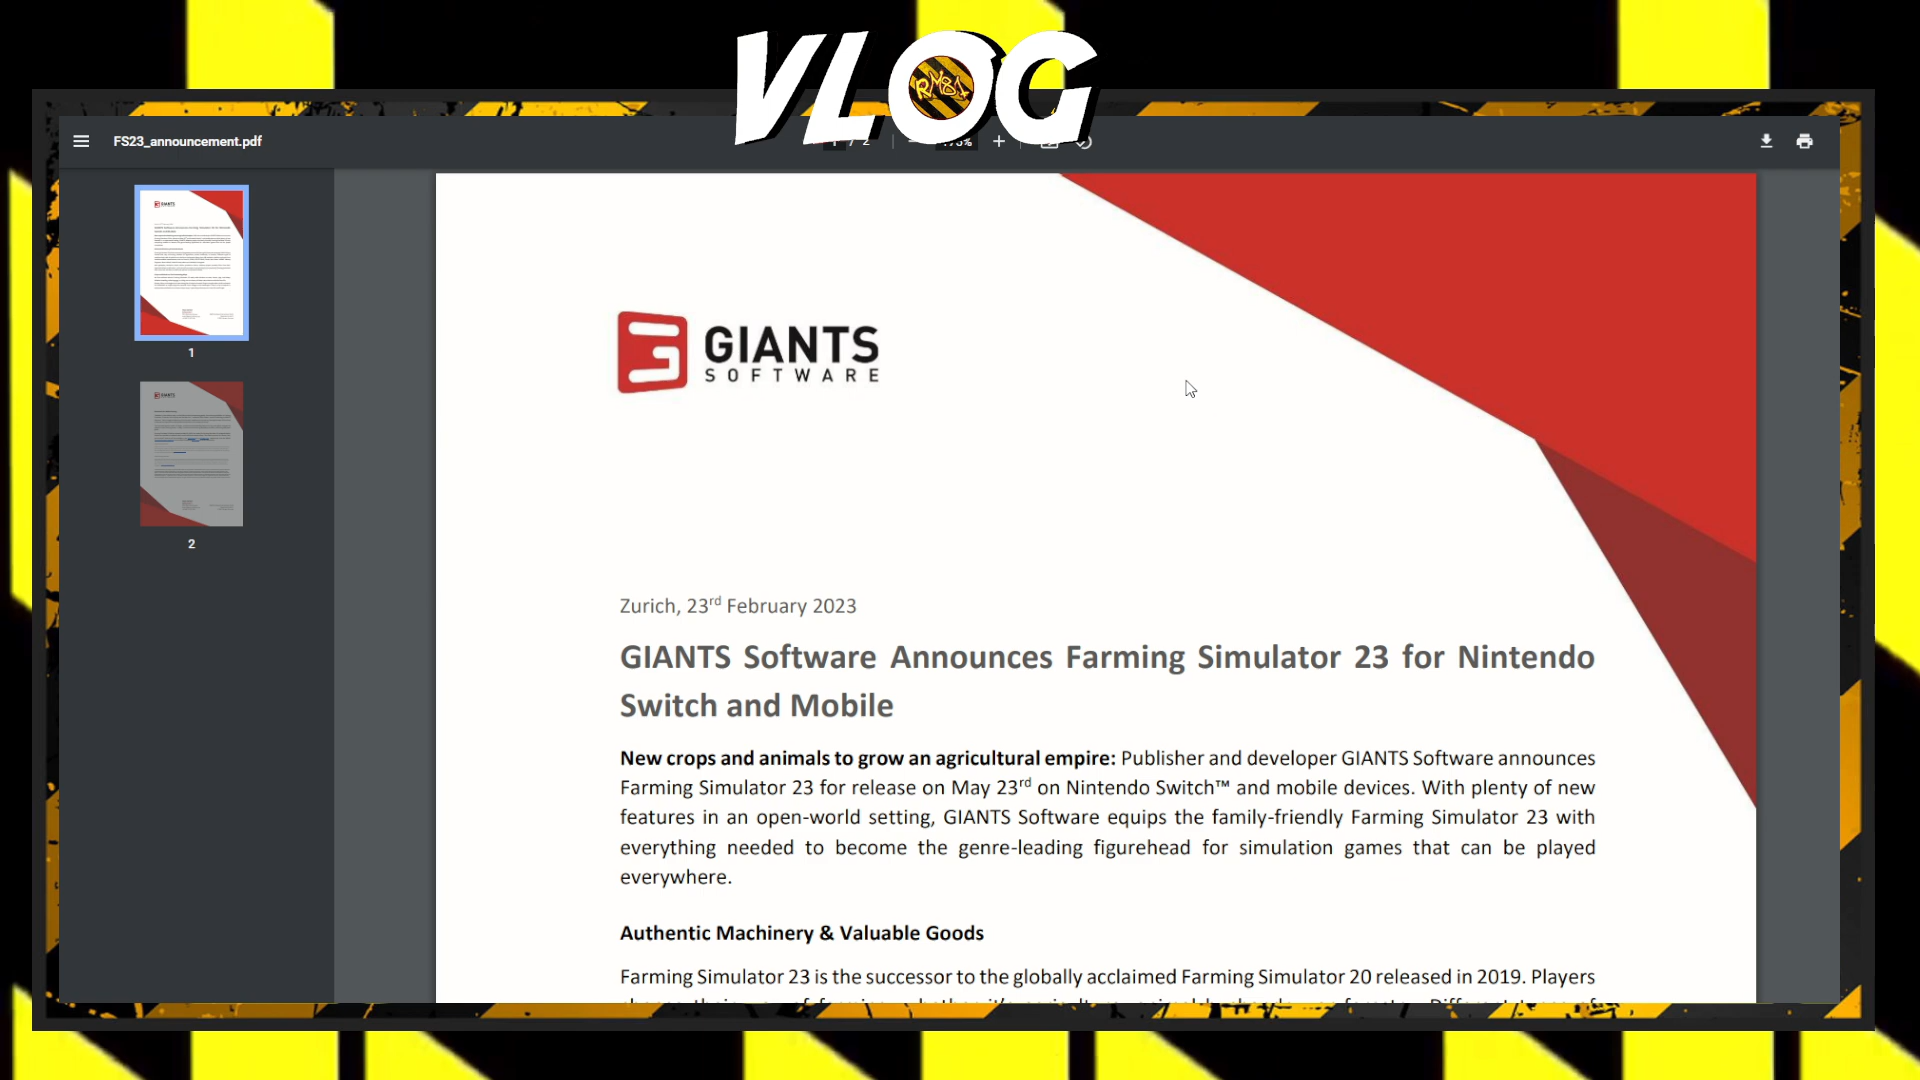 VLOG
RM81
FS23_announcement.pdf
1 / 2
GIANTS
SOFTWARE
1
2
Zurich, 23rd February 2023
GIANTS Software Announces Farming Simulator 23 for Nintendo
Switch and Mobile
New crops and animals to grow an agricultural empire: Publisher and developer GIANTS Software announces
Farming Simulator 23 for release on May 23rd on Nintendo Switch™ and mobile devices. With plenty of new
features in an open-world setting, GIANTS Software equips the family-friendly Farming Simulator 23 with
everything needed to become the genre-leading figurehead for simulation games that can be played
everywhere.
Authentic Machinery & Valuable Goods
Farming Simulator 23 is the successor to the globally acclaimed Farming Simulator 20 released in 2019. Players